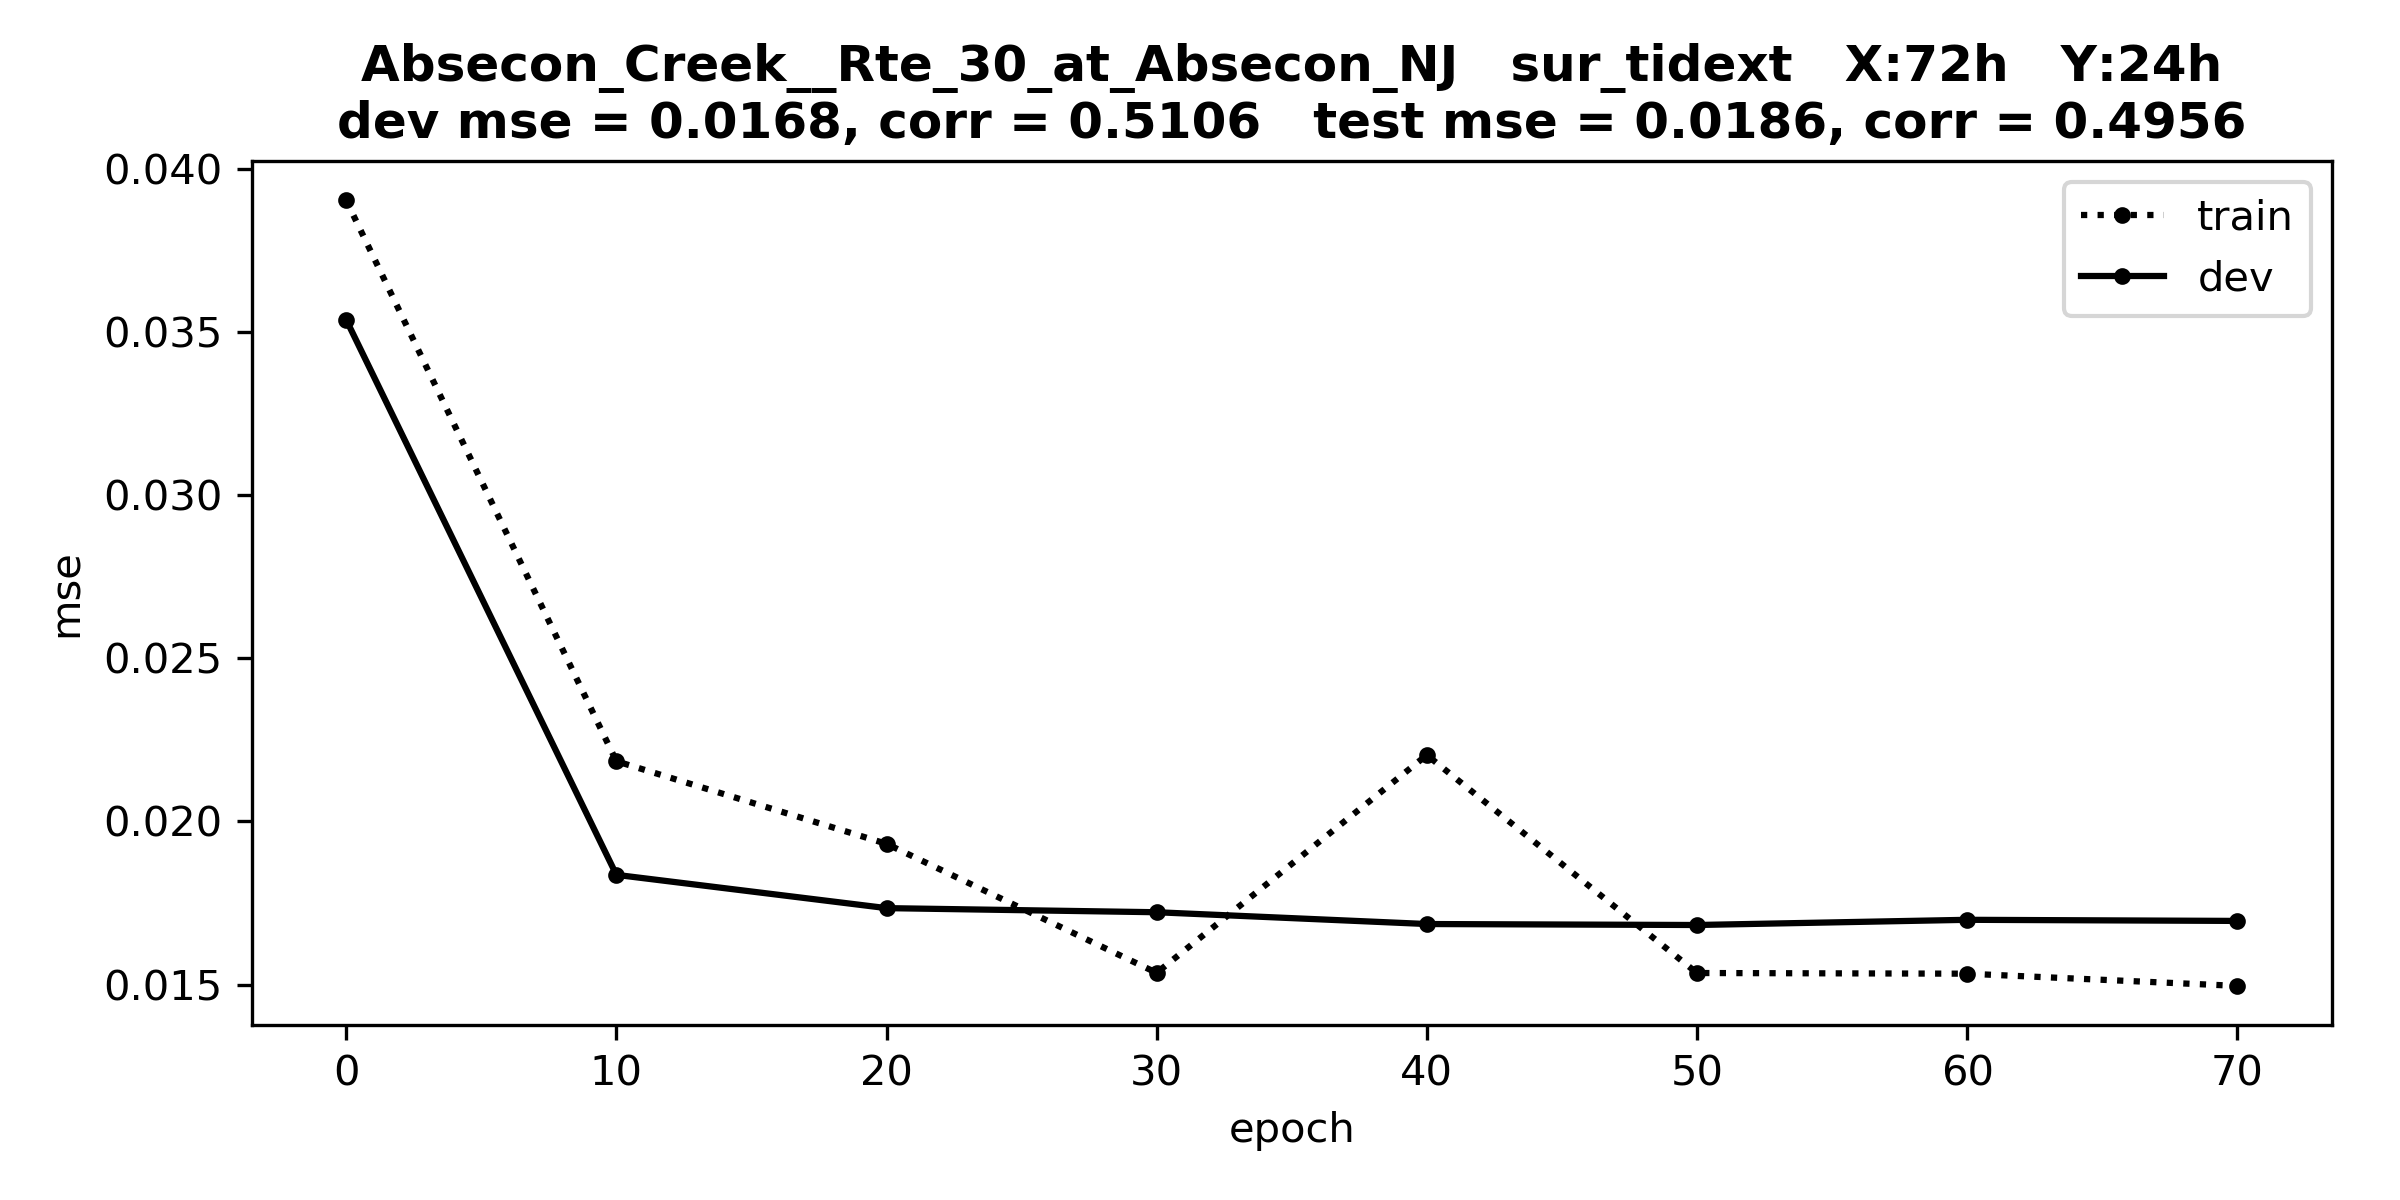 Absecon_Creek__Rte_30_at_Absecon_NJ   sur_tidext   X:72h   Y:24h
dev mse = 0.0168, corr = 0.5106   test mse = 0.0186, corr = 0.4956
0.040
0.035
0.030
0.025
0.020
0.015
mse
train
dev
0 10 20 30 40 50 60 70
epoch